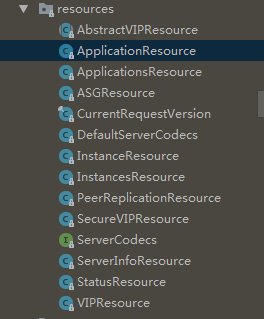 resources
AbstractVIPResource
ApplicationResource
ApplicationsResource
ASGResource
CurrentRequestVersion
DefaultServerCodecs
InstanceResource
InstancesResource
PeerReplicationResource
SecureVIPResource
ServerCodecs
ServerInfoResource
StatusResource
VIPResource